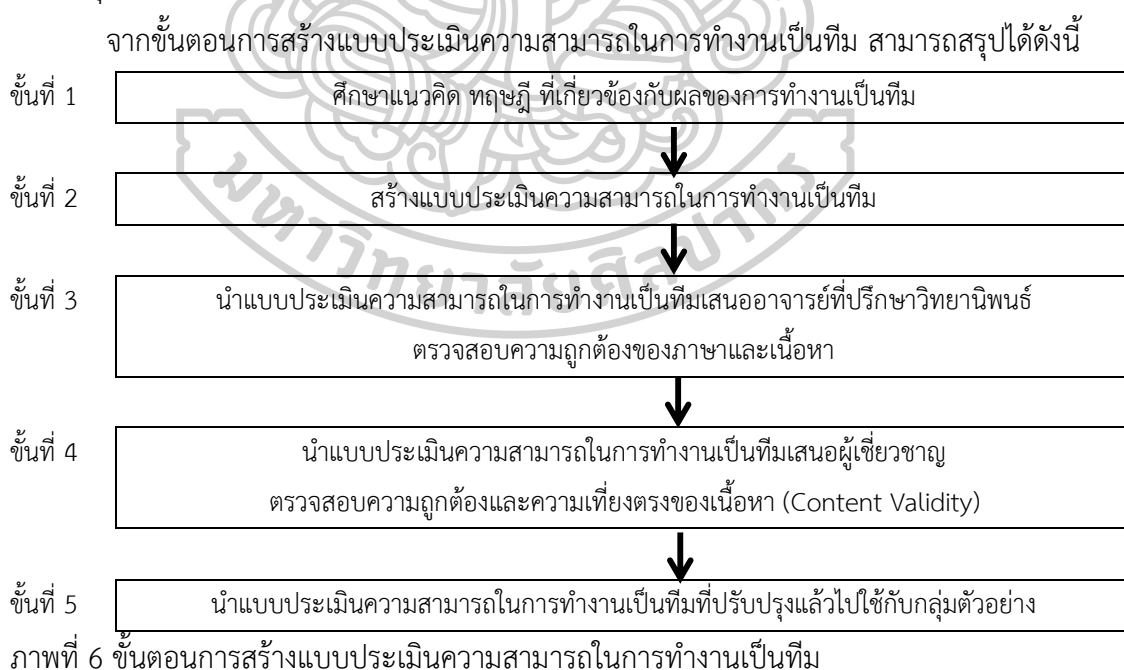 จากขั้นตอนการสร้างแบบประเมินความสามารถในการทำงานเป็นทีม สามารถสรุปได้ดังนี้
ขั้นที่ 1 ศึกษาแนวคิด ทฤษฎี ที่เกี่ยวข้องกับผลของการทำงานเป็นทีม
ขั้นที่ 2 สร้างแบบประเมินความสามารถในการทำงานเป็นทีม
มหาวิทยาลัยศิลปากร
ขั้นที่ 3 นำแบบประเมินความสามารถในการทำงานเป็นทีมเสนออาจารย์ที่ปรึกษาวิทยานิพนธ์
ตรวจสอบความถูกต้องของภาษาและเนื้อหา
ขั้นที่ 4 นำแบบประเมินความสามารถในการทำงานเป็นทีมเสนอผู้เชี่ยวชาญ
ตรวจสอบความถูกต้องและความเที่ยงตรงของเนื้อหา (Content Validity)
ขั้นที่ 5 นำแบบประเมินความสามารถในการทำงานเป็นทีมที่ปรับปรุงแล้วไปใช้กับกลุ่มตัวอย่าง
ภาพที่ 6 ขั้นตอนการสร้างแบบประเมินความสามารถในการทำงานเป็นทีม